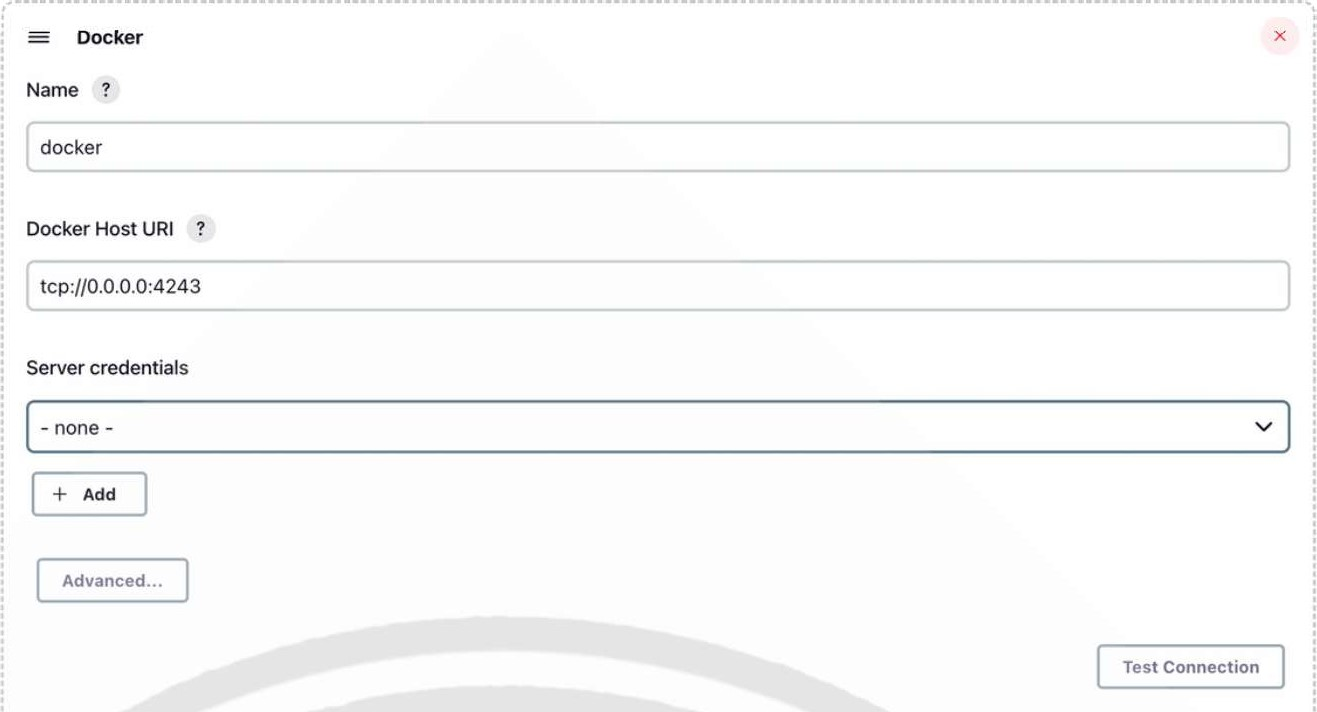 Docker
Name ?
docker
Docker Host URI ?
tcp://0.0.0.0:4243
Server credentials
- none -
+ Add
Advanced...
Test Connection